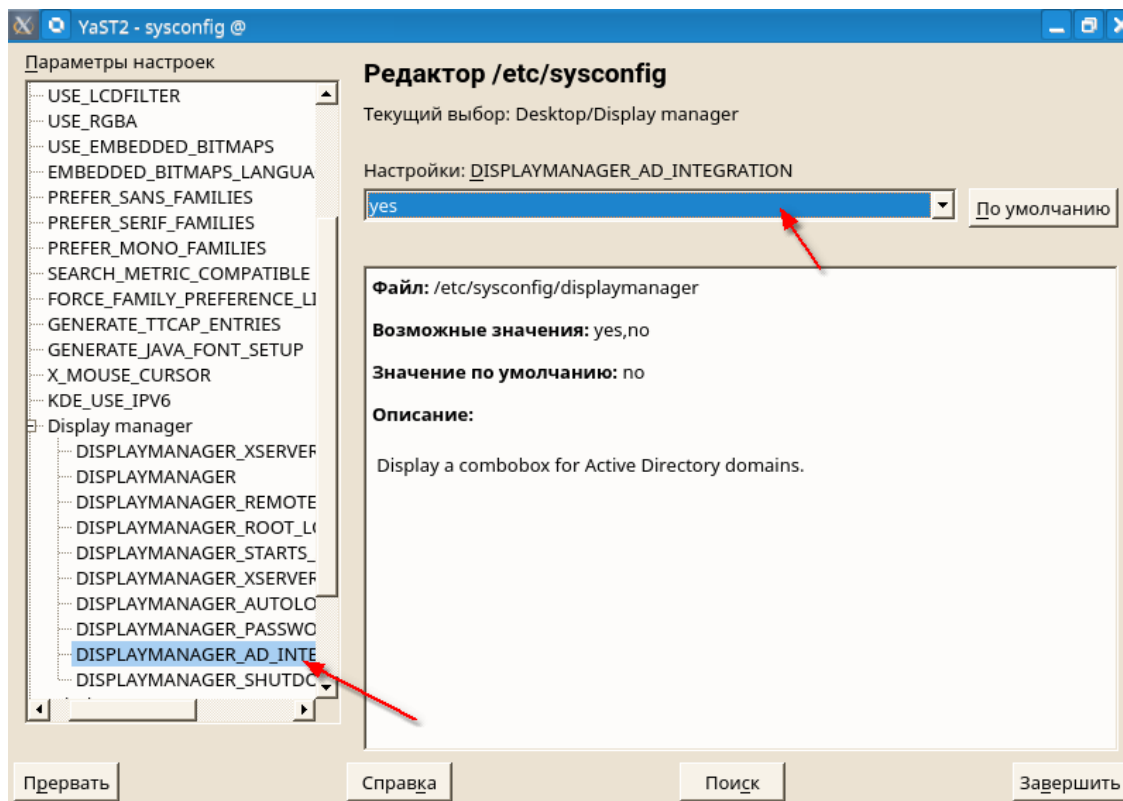 YaST2 - sysconfig @
Параметры настроек
USE_LCDFILTER
USE_RGBA
USE_EMBEDDED_BITMAPS
EMBEDDED_BITMAPS_LANGUA
PREFER_SANS_FAMILIES
PREFER_SERIF_FAMILIES
PREFER_MONO_FAMILIES
SEARCH_METRIC_COMPATIBLE
FORCE_FAMILY_PREFERENCE_LI
GENERATE_TTCAP_ENTRIES
GENERATE_JAVA_FONT_SETUP
X_MOUSE_CURSOR
KDE_USE_IPV6
Display manager
DISPLAYMANAGER_XSERVER
DISPLAYMANAGER
DISPLAYMANAGER_REMOTE
DISPLAYMANAGER_ROOT_L
DISPLAYMANAGER_STARTS_
DISPLAYMANAGER_XSERVER
DISPLAYMANAGER_AUTOLO
DISPLAYMANAGER_PASSWO
DISPLAYMANAGER_AD_INTE
DISPLAYMANAGER_SHUTDC
Редактор /etc/sysconfig
Текущий выбор: Desktop/Display manager
Настройки: DISPLAYMANAGER_AD_INTEGRATION
yes
По умолчанию
Файл: /etc/sysconfig/displaymanager
Возможные значения: yes,no
Значение по умолчанию: no
Описание:
Display a combobox for Active Directory domains.
Прервать
Справка
Поиск
Завершить